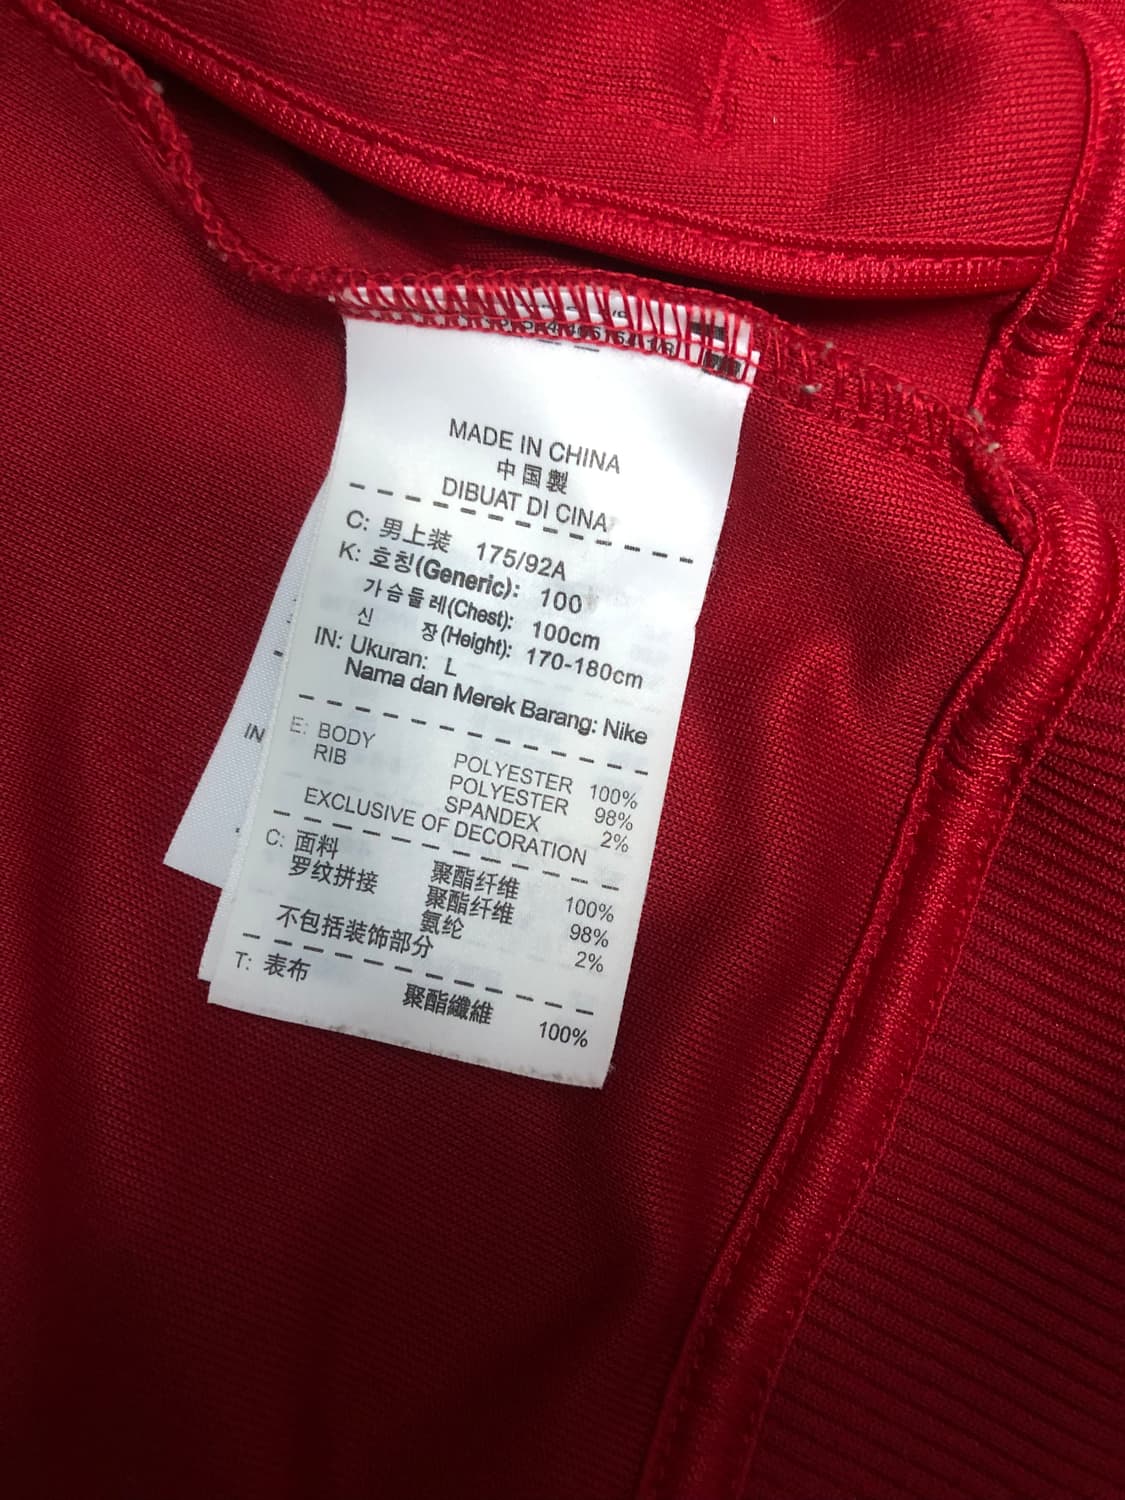 MADE IN CHINA
中国製
DIBUAT DI CINA
C: 男上装 175/92A
K: 호칭(Generic): 100
가슴둘레(Chest): 100cm
신 장(Height): 170-180cm
IN: Ukuran: L
Nama dan Merek Barang: Nike
E: BODY POLYESTER 100%
RIB POLYESTER 98%
SPANDEX 2%
EXCLUSIVE OF DECORATION
C: 面料 聚酯纤维 100%
罗纹拼接 聚酯纤维 98%
氨纶 2%
不包括装饰部分
T: 表布 聚酯纖維 100%
IN